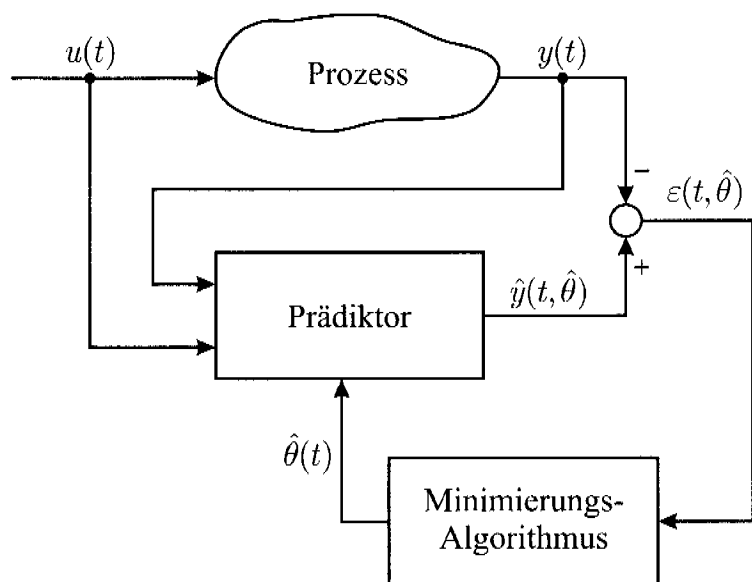 u(t)
Prozess
y(t)
-
ε(t, θ̂)
+
Prädiktor
ŷ(t, θ̂)
θ̂(t)
Minimierungs-
Algorithmus